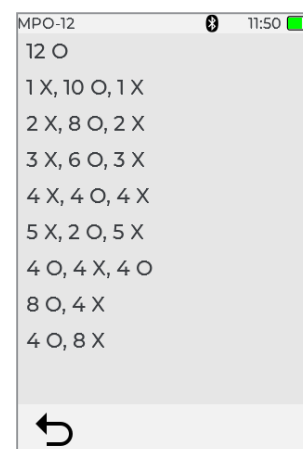 MPO-12 11:50
12 O
1 X, 10 O, 1 X
2 X, 8 O, 2 X
3 X, 6 O, 3 X
4 X, 4 O, 4 X
5 X, 2 O, 5 X
4 O, 4 X, 4 O
8 O, 4 X
4 O, 8 X